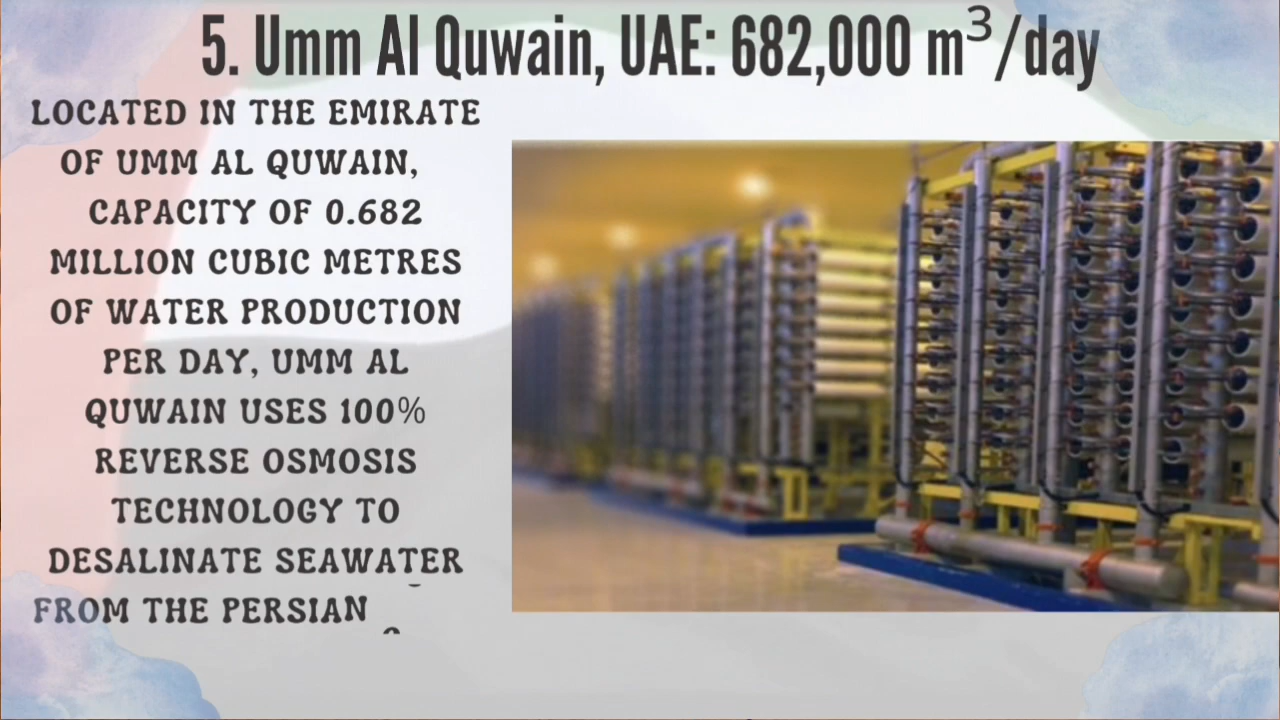 5. Umm Al Quwain, UAE: 682,000 m³/day
LOCATED IN THE EMIRATE
OF UMM AL QUWAIN,
CAPACITY OF 0.682
MILLION CUBIC METRES
OF WATER PRODUCTION
PER DAY, UMM AL
QUWAIN USES 100%
REVERSE OSMOSIS
TECHNOLOGY TO
DESALINATE SEAWATER
FROM THE PERSIAN